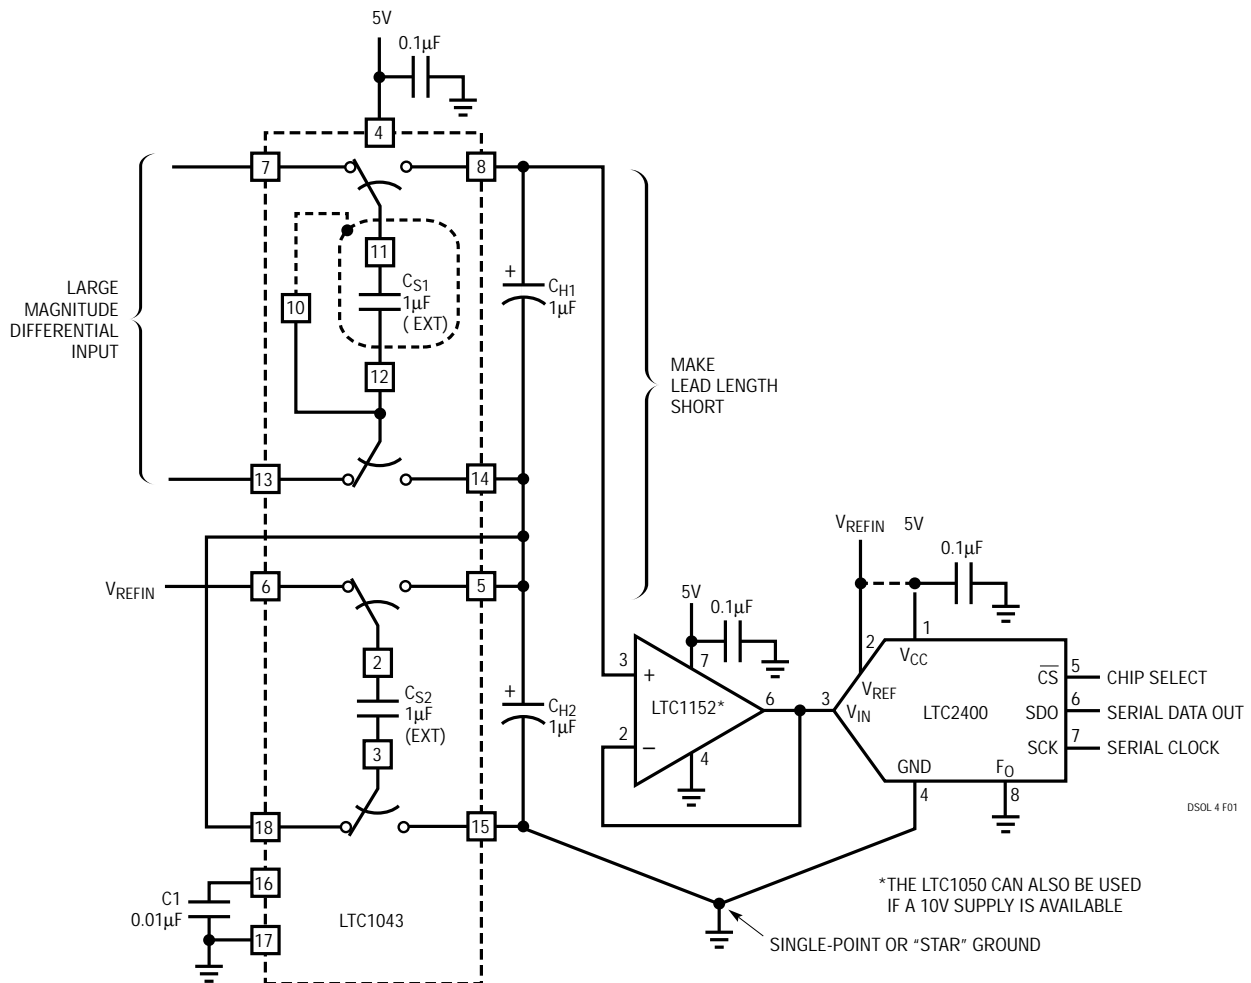 5V
0.1µF
4
7
8
11
CS1
1µF
( EXT)
10
12
+
CH1
1µF
LARGE
MAGNITUDE
DIFFERENTIAL
INPUT
MAKE
LEAD LENGTH
SHORT
13
14
VREFIN
6
5
2
CS2
1µF
(EXT)
3
+
CH2
1µF
18
15
16
C1
0.01µF
17
LTC1043
5V
0.1µF
7
3
+
LTC1152*
6
2
–
4
VREFIN
5V
0.1µF
2
1
VCC
VREF
3
VIN
LTC2400
CS
5
CHIP SELECT
SDO
6
SERIAL DATA OUT
SCK
7
SERIAL CLOCK
GND
FO
4
8
DSOL 4 F01
*THE LTC1050 CAN ALSO BE USED
IF A 10V SUPPLY IS AVAILABLE
SINGLE-POINT OR “STAR” GROUND